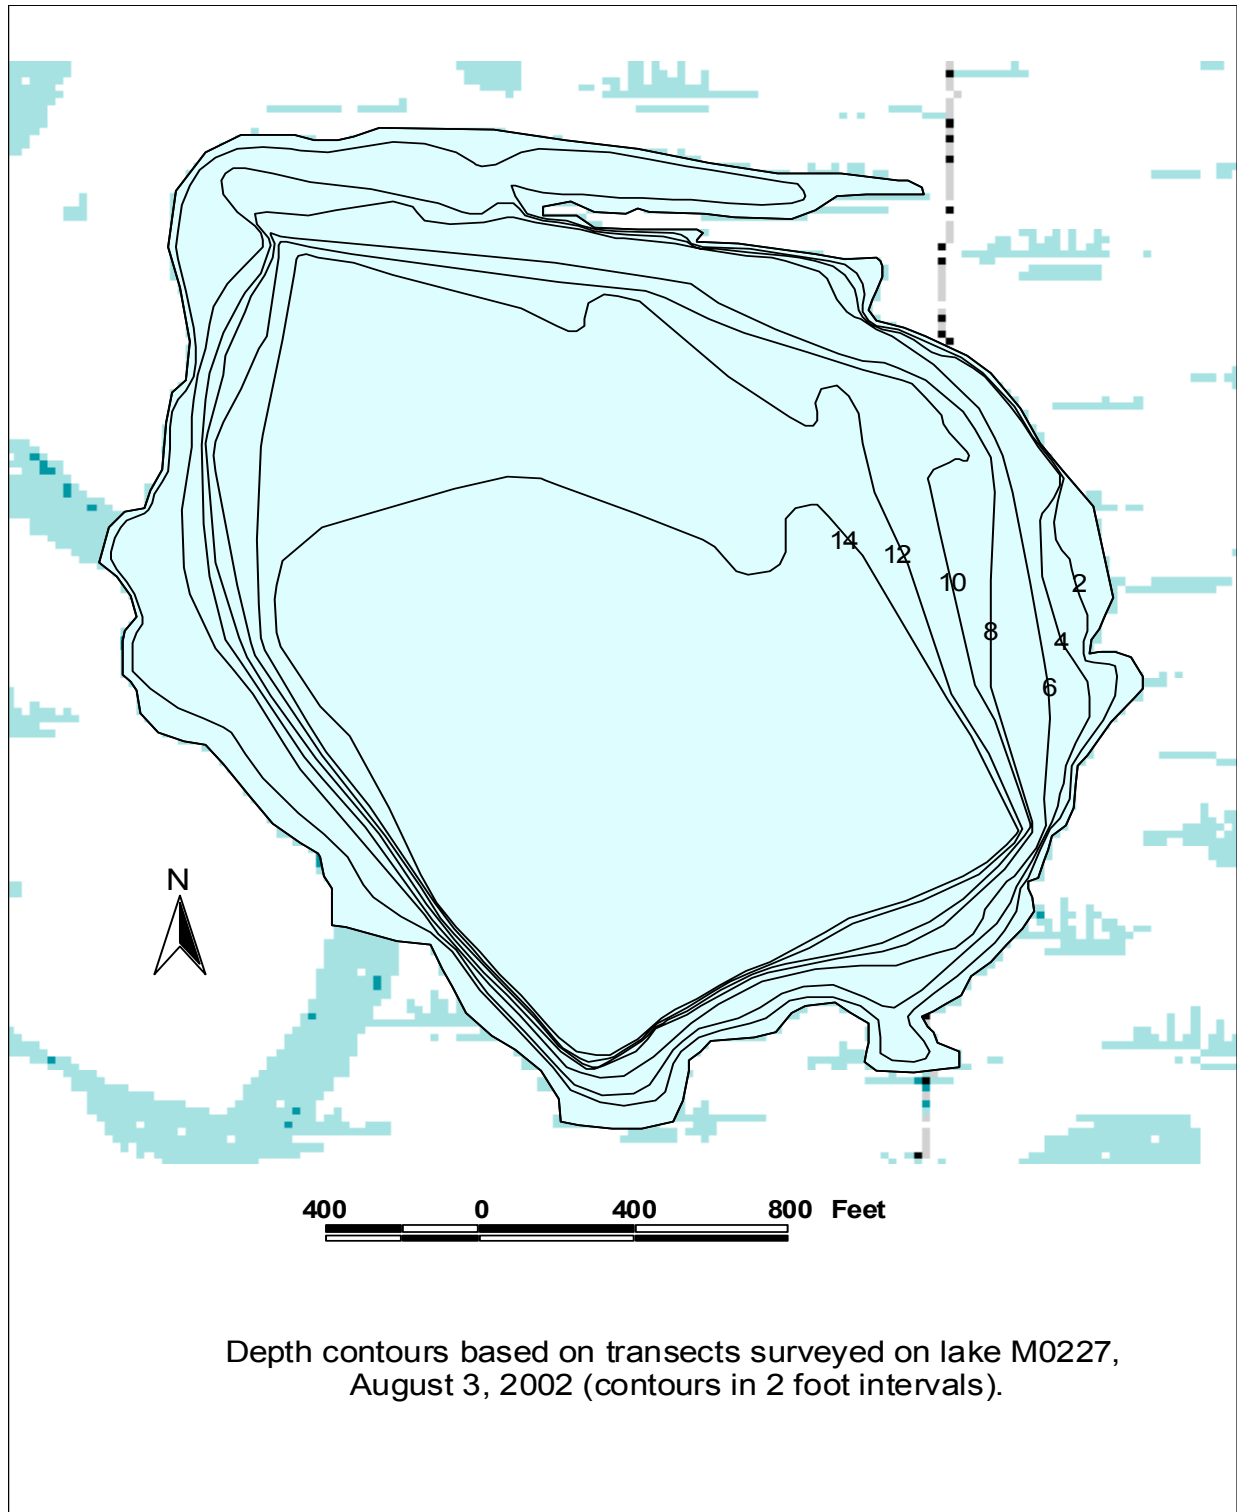 14
12
10
2
8
4
6
N
400 0 400 800 Feet
Depth contours based on transects surveyed on lake M0227,
August 3, 2002 (contours in 2 foot intervals).